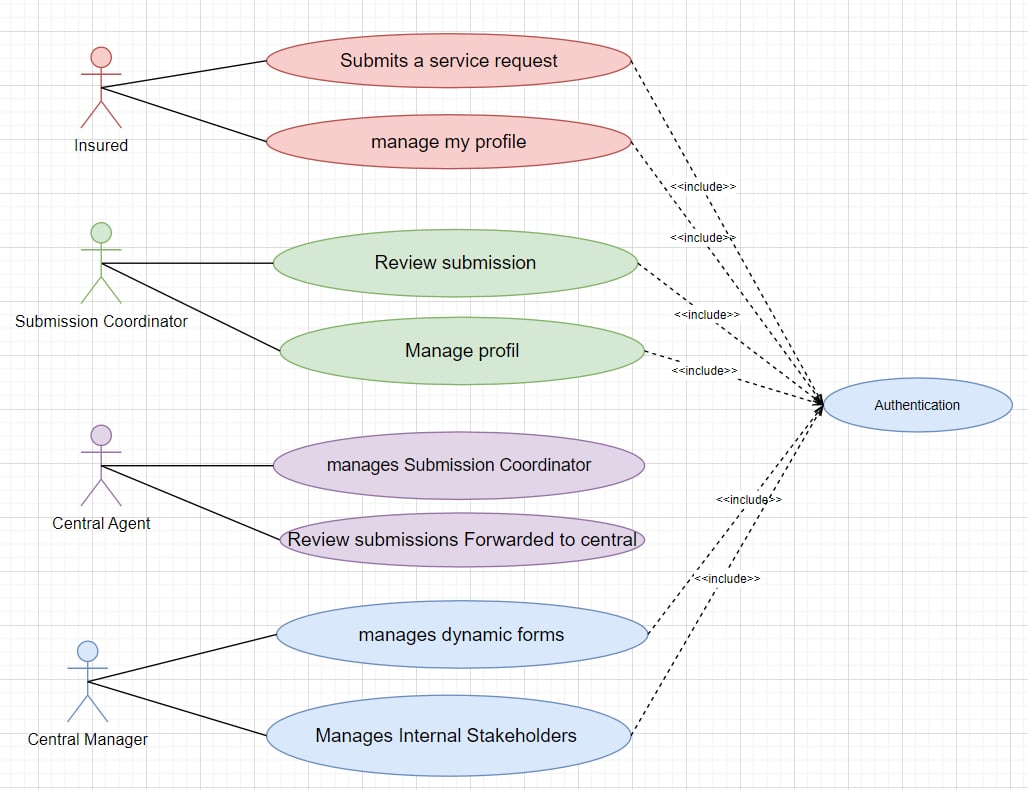 Submits a service request
manage my profile
Insured
<<include>>
<<include>>
Review submission
<<include>>
Submission Coordinator
Manage profil
<<include>>
Authentication
manages Submission Coordinator
<<include>>
Central Agent
Review submissions Forwarded to central
<<include>>
manages dynamic forms
Manages Internal Stakeholders
Central Manager